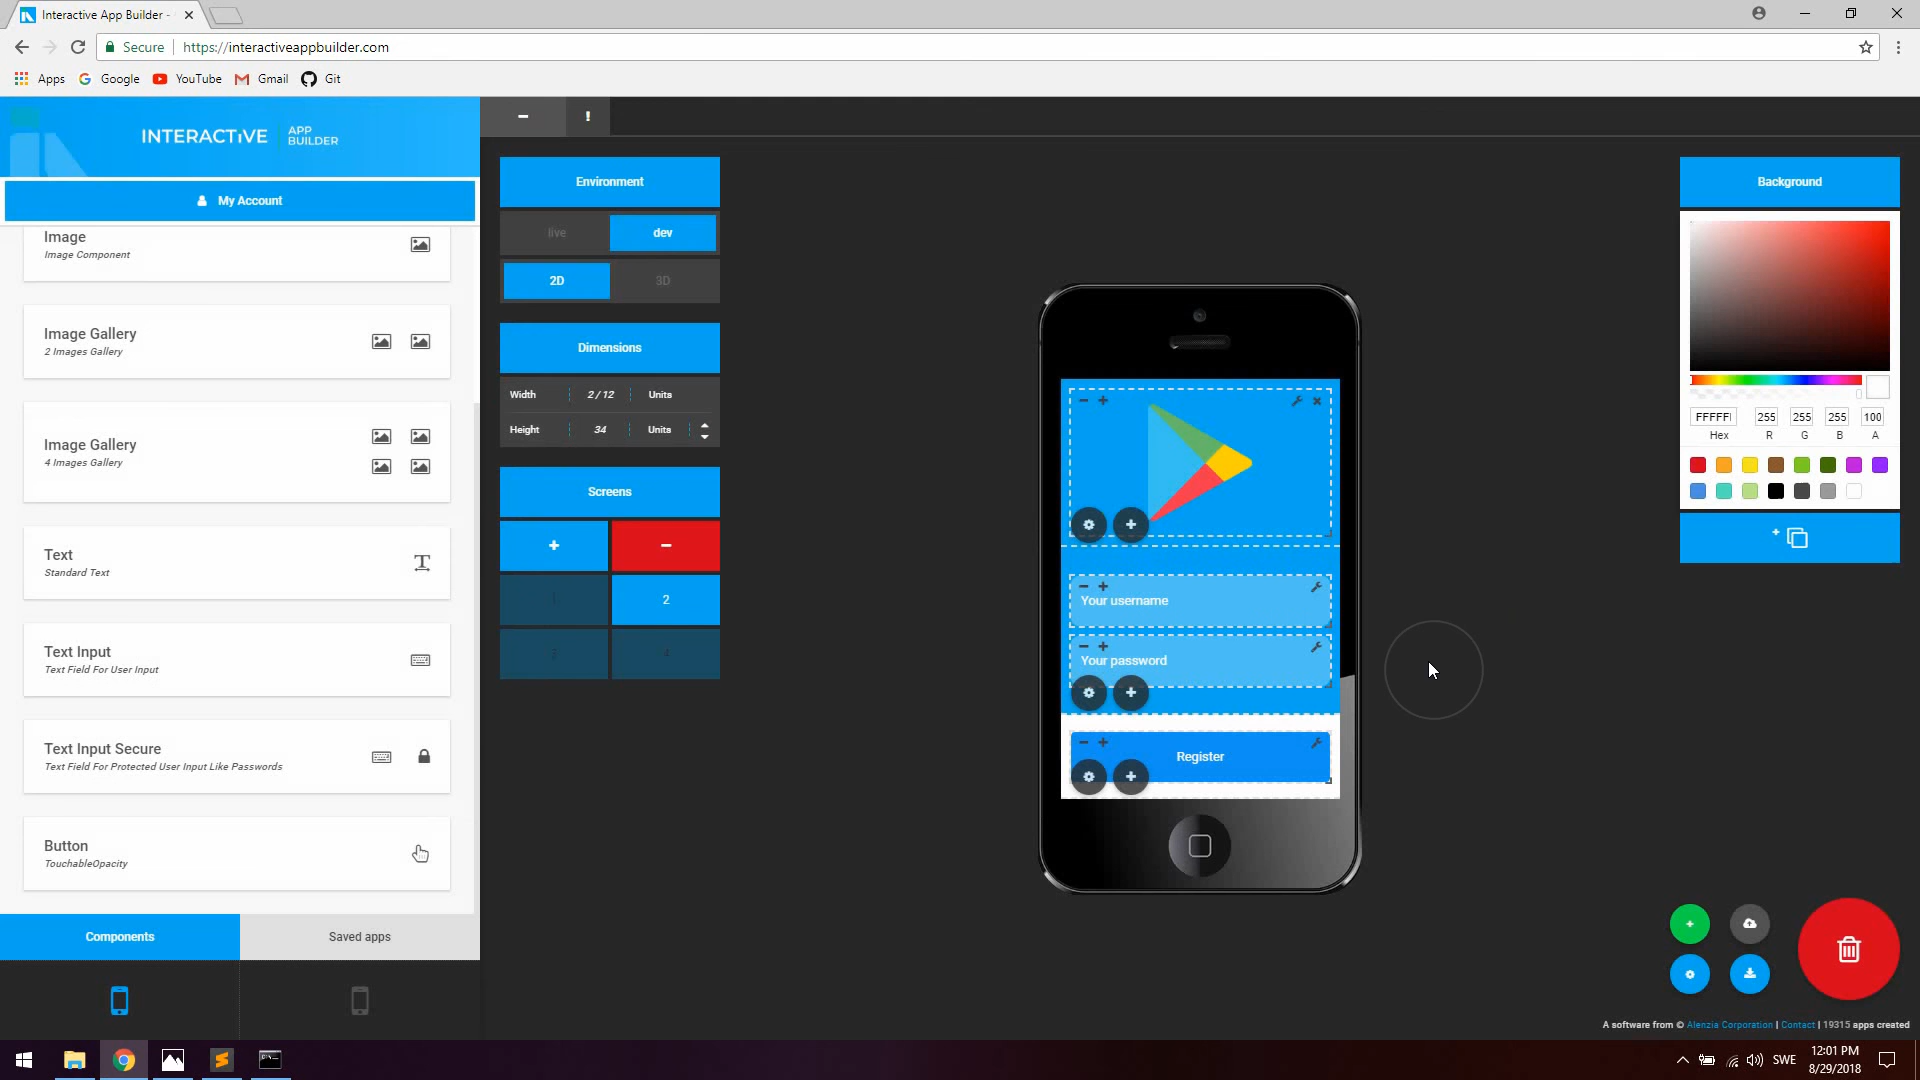 Interactive App Builder -
Secure
https://interactiveappbuilder.com
Apps
Google
YouTube
Gmail
Git
INTERACTIVE
APP
BUILDER
My Account
Image
Image Component
Image Gallery
2 Images Gallery
Image Gallery
4 Images Gallery
Text
Standard Text
Text Input
Text Field For User Input
Text Input Secure
Text Field For Protected User Input Like Passwords
Button
TouchableOpacity
Components
Saved apps
Environment
live
dev
2D
3D
Dimensions
Width 2 / 12 Units
Height 34 Units
Screens
+
−
1
2
3
4
Your username
Your password
Register
Background
FFFFFF 255 255 255 100
Hex R G B A
A software from © Alenzia Corporation | Contact | 19315 apps created
SWE
12:01 PM
8/29/2018